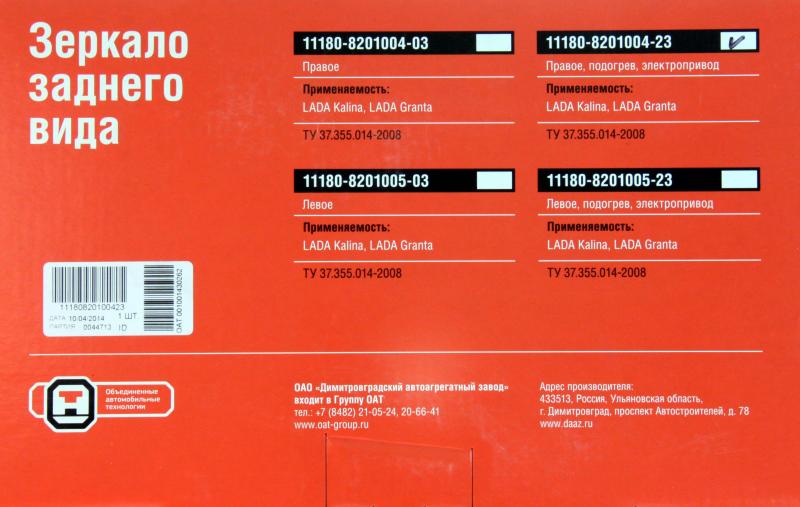 Зеркало
заднего
вида
11180-8201004-03
Правое
Применяемость:
LADA Kalina, LADA Granta
ТУ 37.355.014-2008
11180-8201004-23
Правое, подогрев, электропривод
Применяемость:
LADA Kalina, LADA Granta
ТУ 37.355.014-2008
11180-8201005-03
Левое
Применяемость:
LADA Kalina, LADA Granta
ТУ 37.355.014-2008
11180-8201005-23
Левое, подогрев, электропривод
Применяемость:
LADA Kalina, LADA Granta
ТУ 37.355.014-2008
11180820100423
ДАТА 10/04/2014 1 ШТ.
ПАРТИЯ 0044713 ID
ОАТ 001001430262
Объединенные
автомобильные
технологии
ОАО «Димитровградский автоагрегатный завод»
входит в Группу ОАТ
тел.: +7 (8482) 21-05-24, 20-66-41
www.oat-group.ru
Адрес производителя:
433513, Россия, Ульяновская область,
г. Димитровград, проспект Автостроителей, д. 78
www.daaz.ru